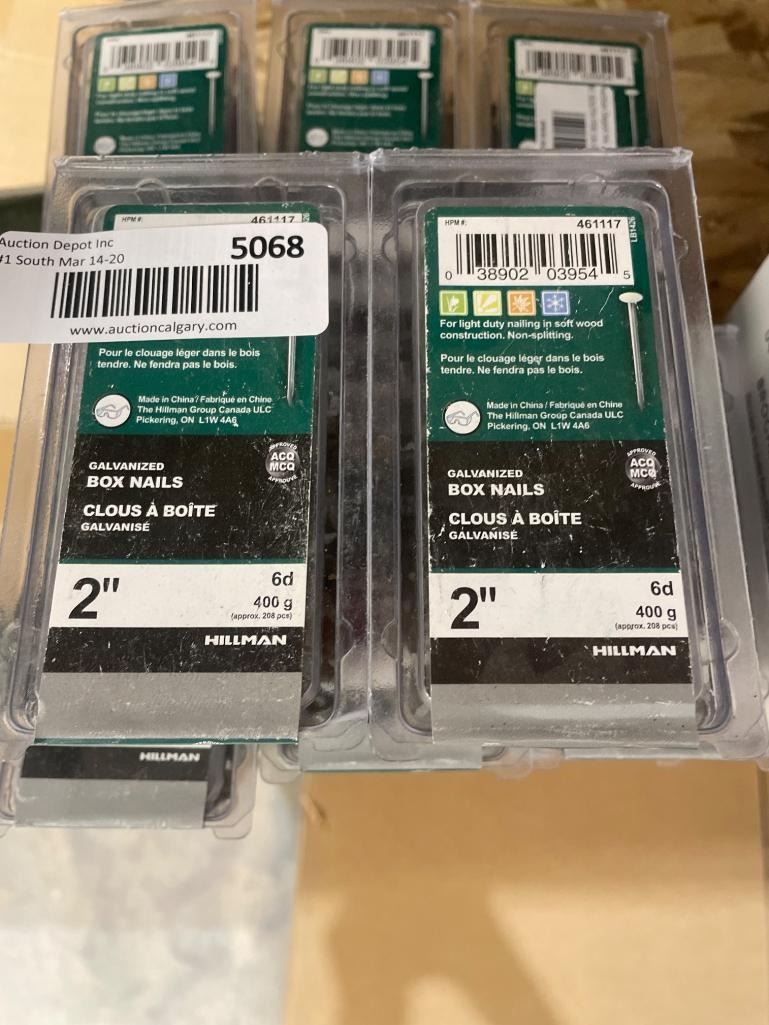 461117
Auction Depot Inc
#1 South Mar 14-20
5068
www.auctioncalgary.com
HPM #:
461117
Pour le clouage léger dans le bois
tendre. Ne fendra pas le bois.
Made in China / Fabriqué en Chine
The Hillman Group Canada ULC
Pickering, ON L1W 4A6
APPROVED
ACQ
MCQ
APPROUVÉ
GALVANIZED
BOX NAILS
CLOUS À BOÎTE
GALVANISÉ
2"
6d
400 g
(approx. 208 pcs)
HILLMAN
HPM #:
461117
LB1426
0 38902 03954 5
For light duty nailing in soft wood
construction. Non-splitting.
Pour le clouage léger dans le bois
tendre. Ne fendra pas le bois.
Made in China / Fabriqué en Chine
The Hillman Group Canada ULC
Pickering, ON L1W 4A6
APPROVED
ACQ
MCQ
APPROUVÉ
GALVANIZED
BOX NAILS
CLOUS À BOÎTE
GALVANISÉ
2"
6d
400 g
(approx. 208 pcs)
HILLMAN
HILLMAN